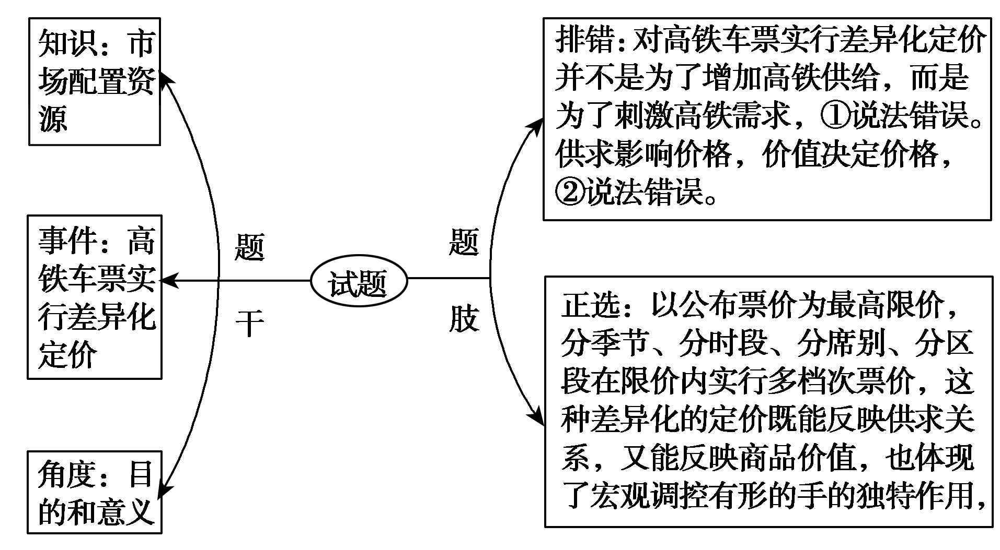 知识：市
场配置资
源
事件：高
铁车票实
行差异化
定价
角度：目
的和意义
题
干
试题
题
肢
排错：对高铁车票实行差异化定价
并不是为了增加高铁供给，而是
为了刺激高铁需求，①说法错误。
供求影响价格，价值决定价格，
②说法错误。
正选：以公布票价为最高限价，
分季节、分时段、分席别、分区
段在限价内实行多档次票价，这
种差异化的定价既能反映供求关
系，又能反映商品价值，也体现
了宏观调控有形的手的独特作用，